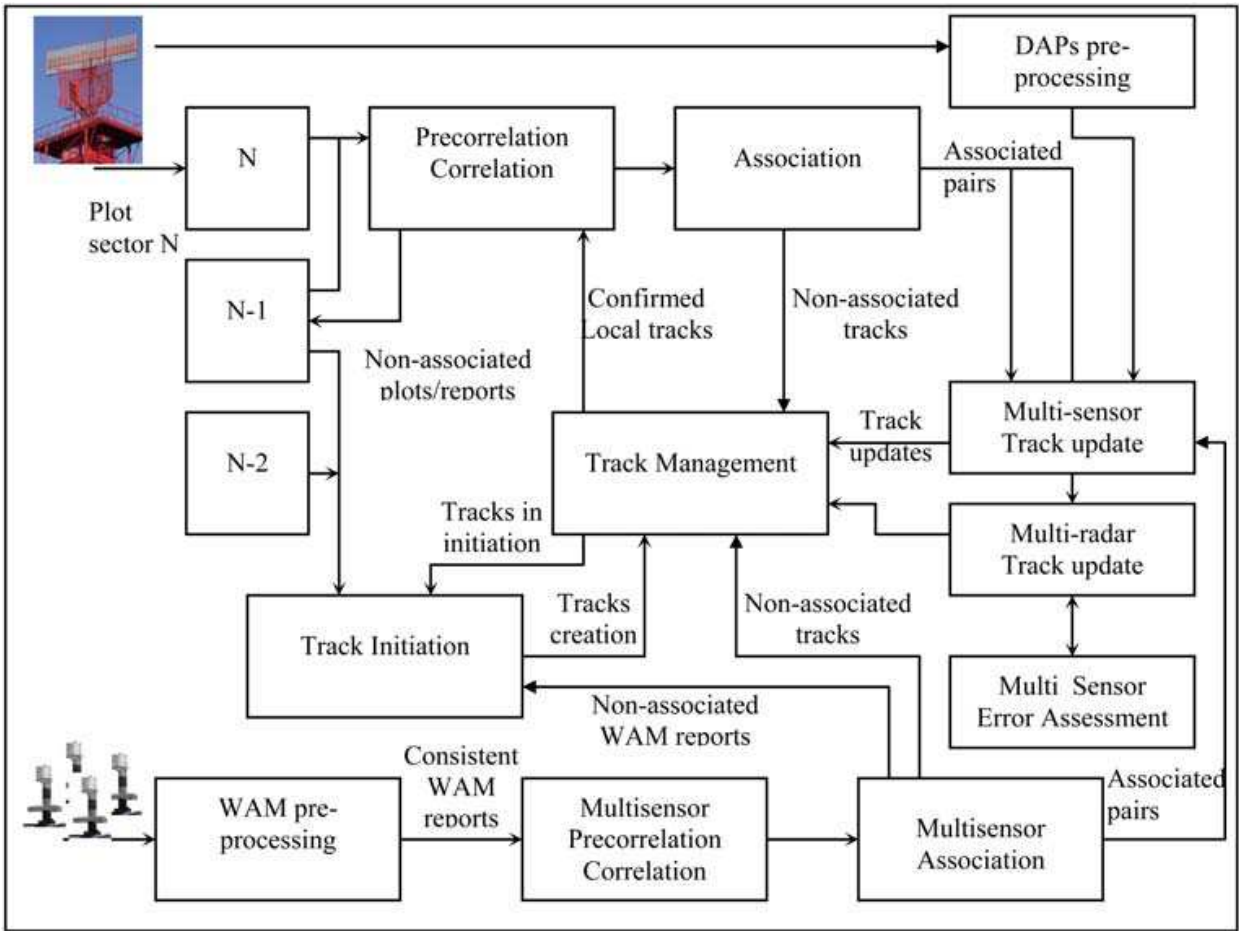 DAPs pre-
processing
N
Precorrelation
Correlation
Association
Associated
pairs
Plot
sector N
N-1
Confirmed
Local tracks
Non-associated
tracks
Non-associated
plots/reports
N-2
Track Management
Track
updates
Multi-sensor
Track update
Tracks in
initiation
Multi-radar
Track update
Track Initiation
Tracks
creation
Non-associated
tracks
Multi Sensor
Error Assessment
Non-associated
WAM reports
WAM pre-
processing
Consistent
WAM
reports
Multisensor
Precorrelation
Correlation
Multisensor
Association
Associated
pairs